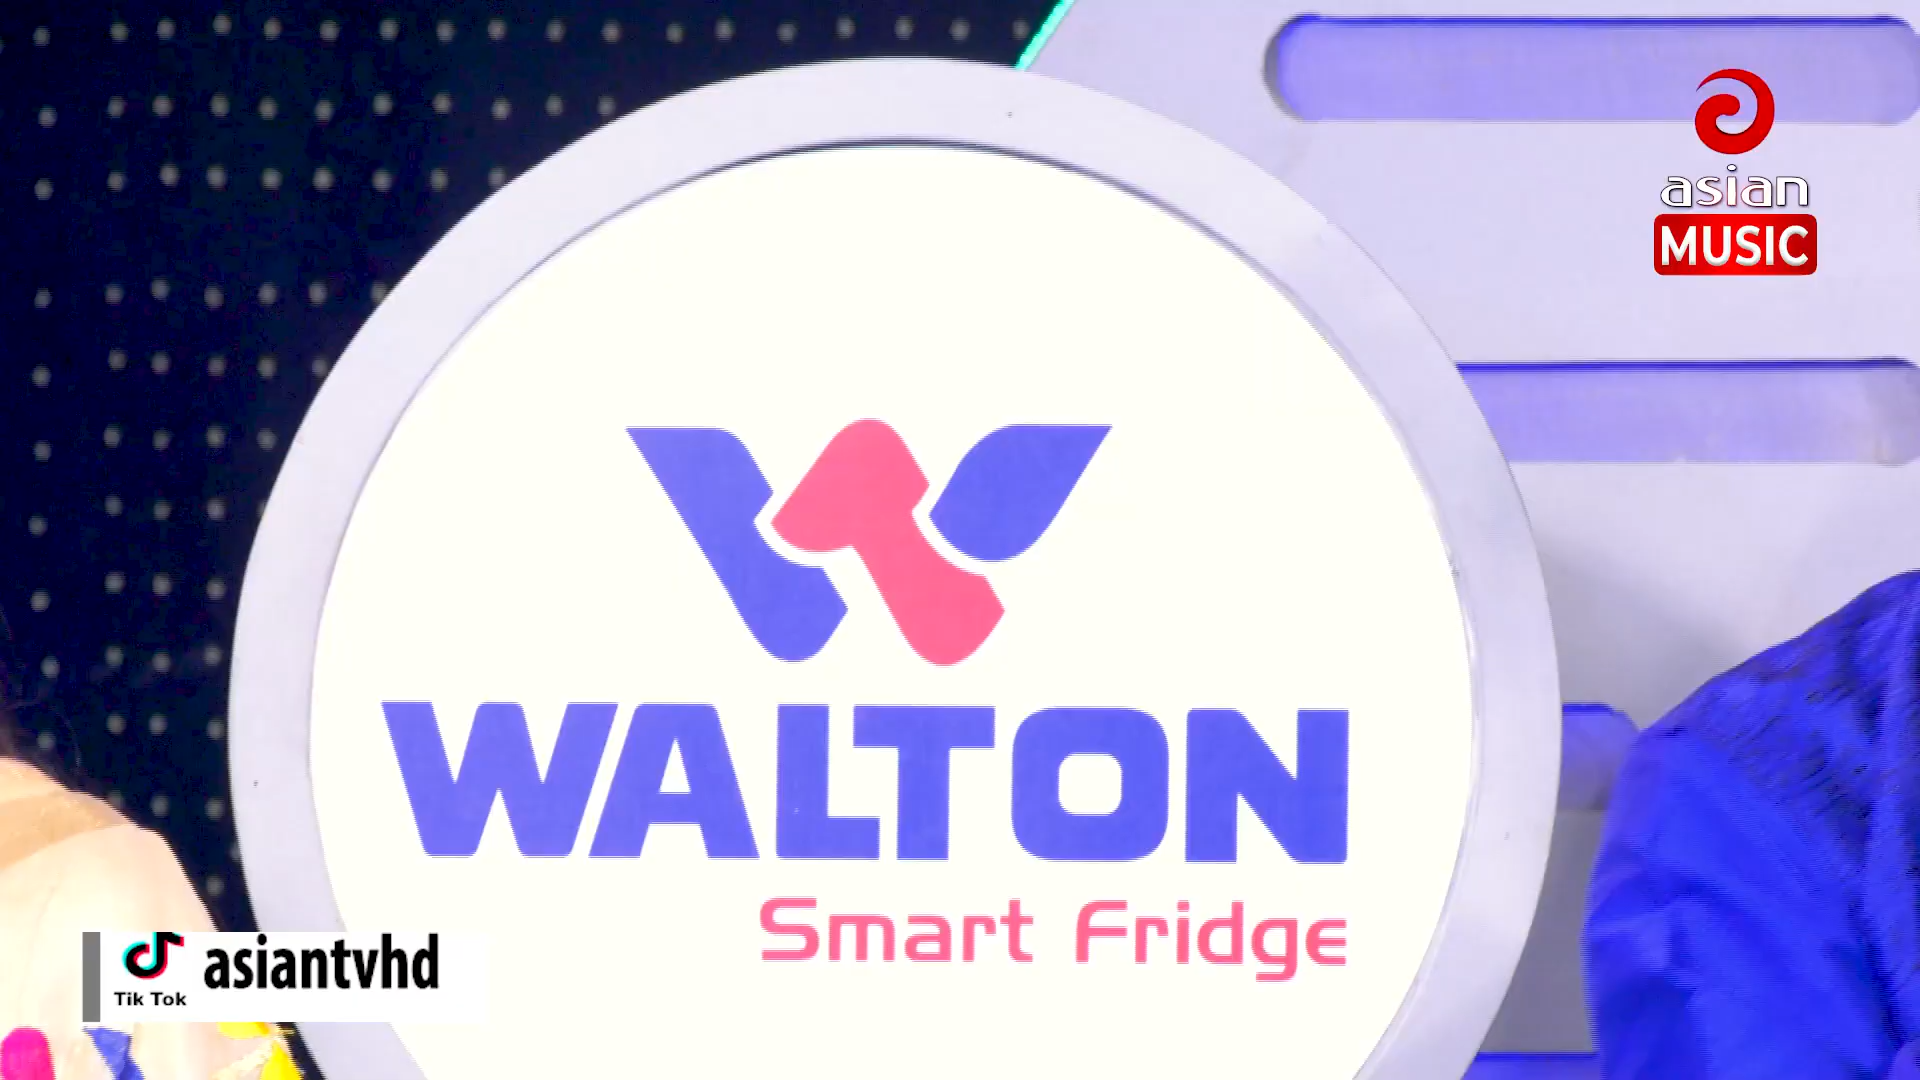 asian
MUSIC
WALTON
Smart Fridge
asiantvhd
Tik Tok